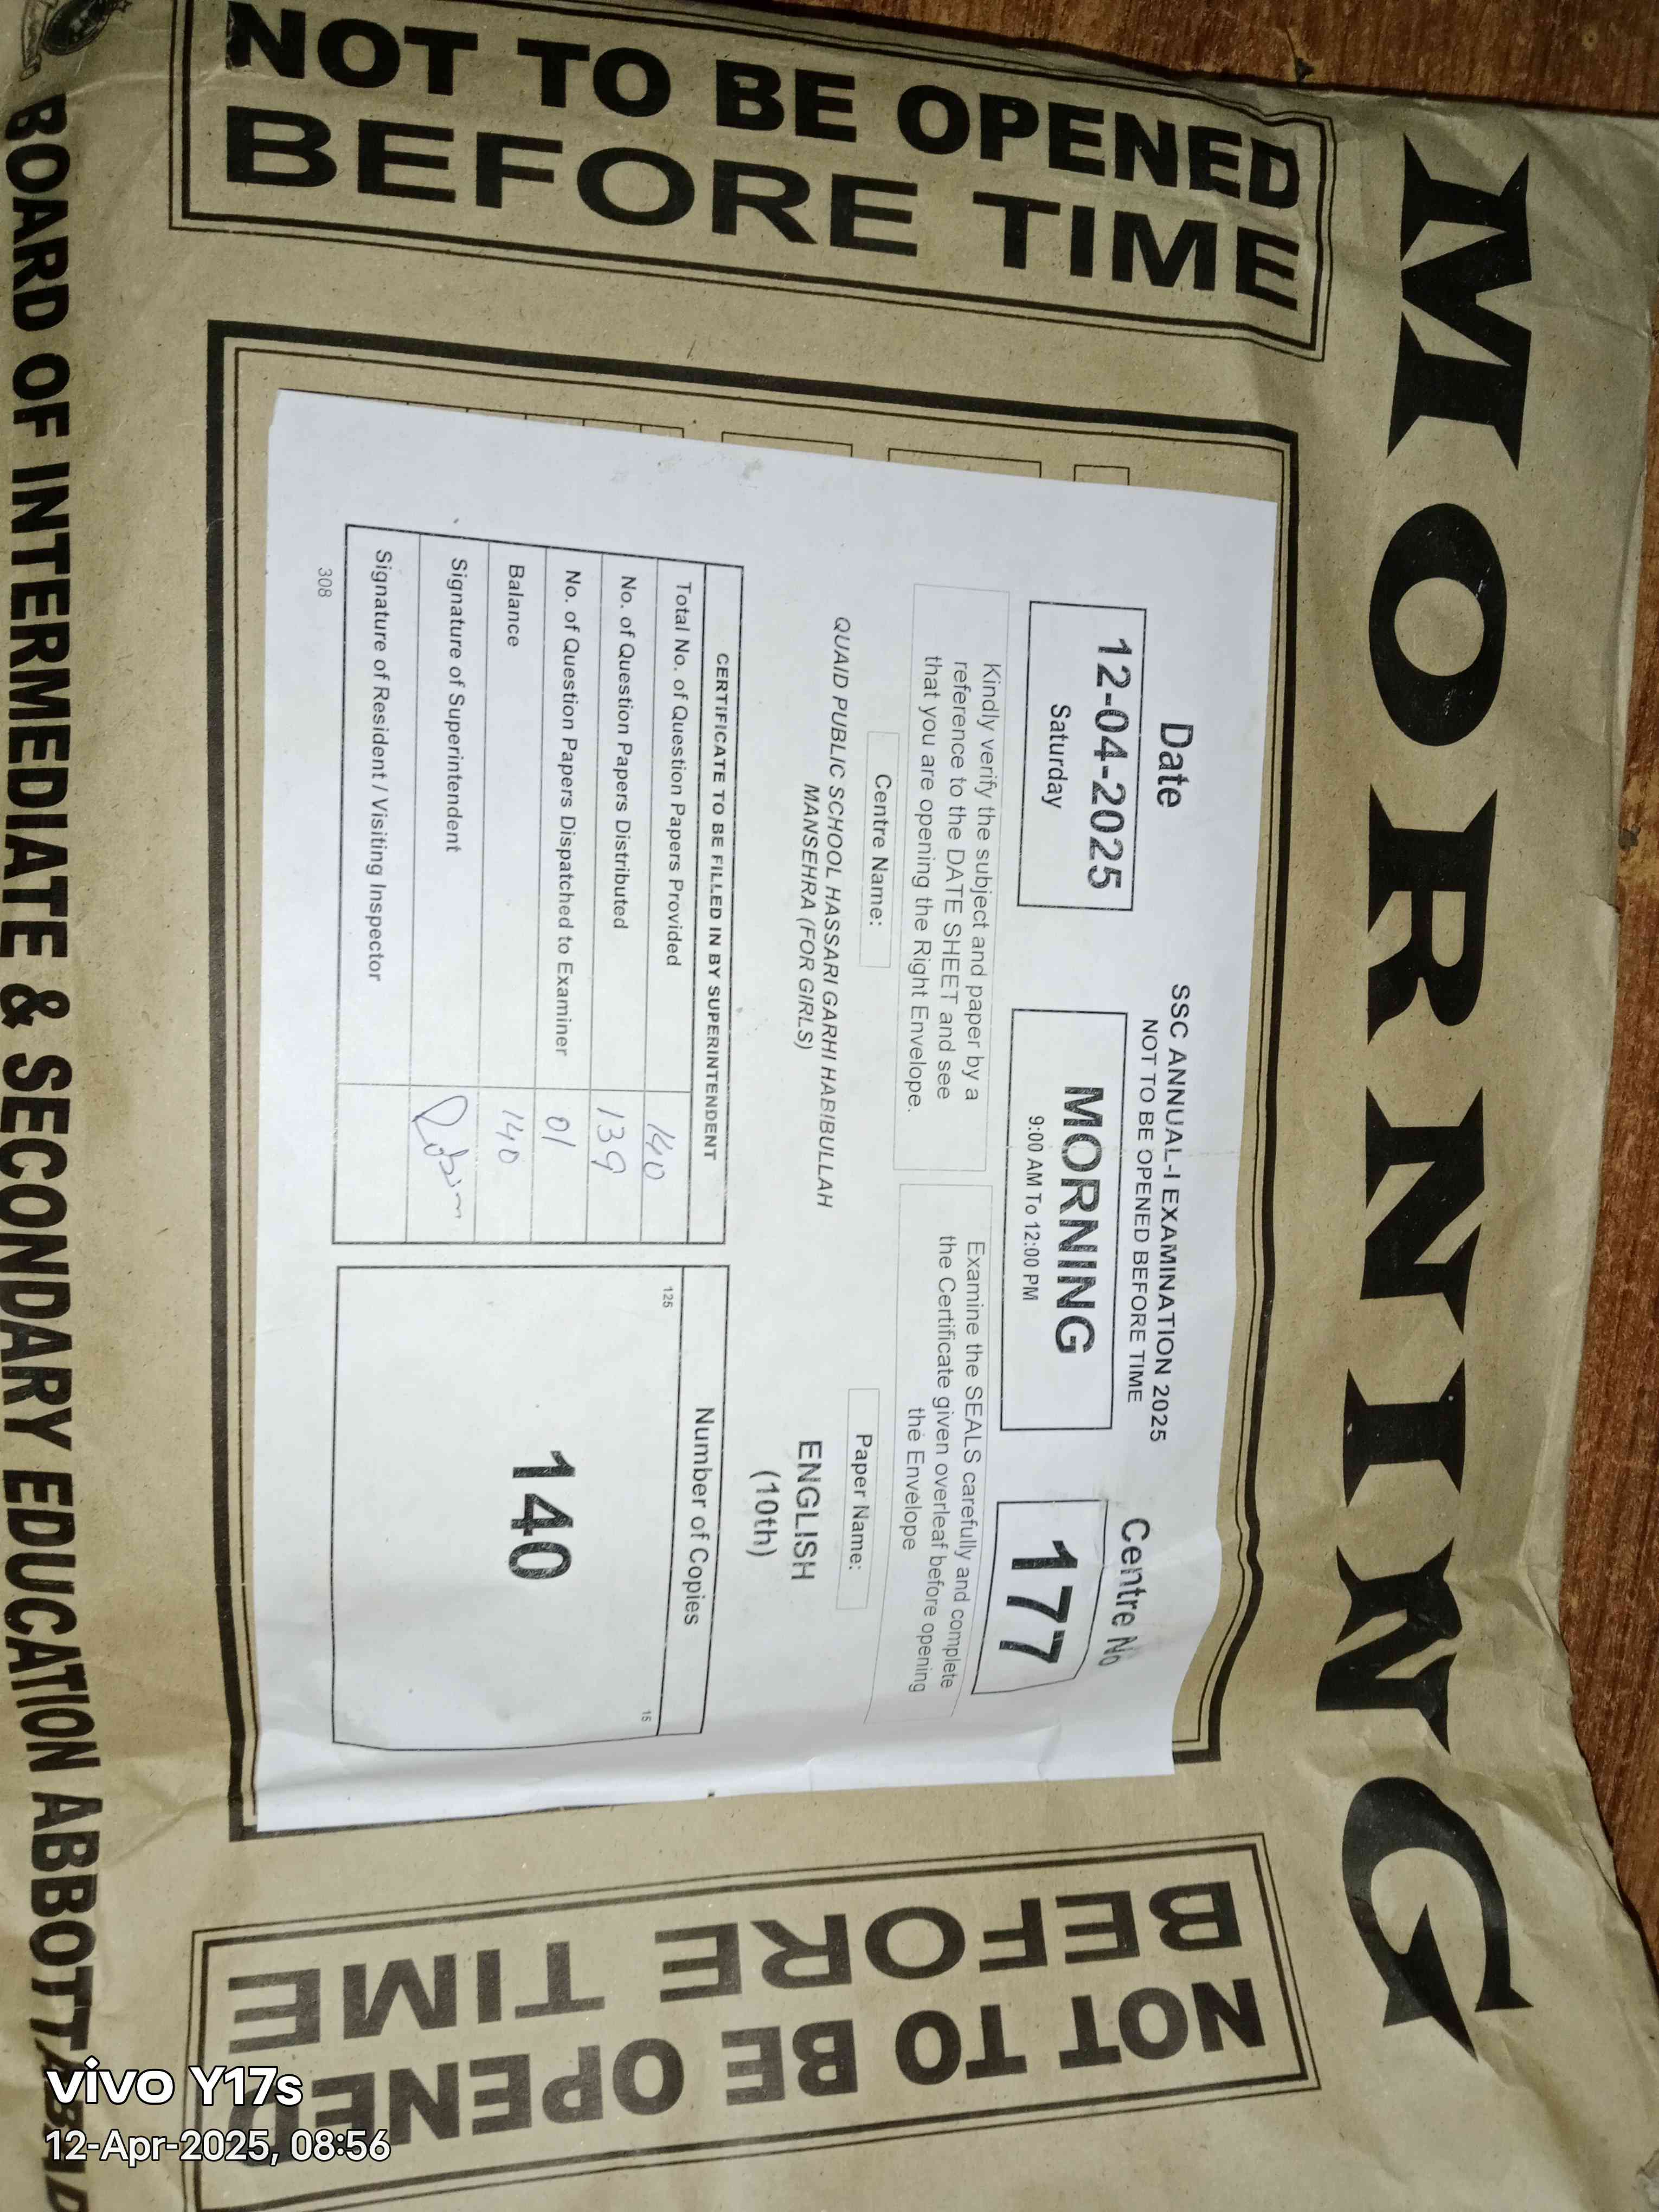 MORNING
NOT TO BE OPENED
BEFORE TIME
Date
12-04-2025
Saturday
SSC ANNUAL-I EXAMINATION 2025
NOT TO BE OPENED BEFORE TIME
MORNING
9:00 AM To 12:00 PM
Centre No
177
Kindly verify the subject and paper by a
reference to the DATE SHEET and see
that you are opening the Right Envelope.
Examine the SEALS carefully and complete
the Certificate given overleaf before opening
the Envelope
Centre Name:
QUAID PUBLIC SCHOOL HASSARI GARHI HABIBULLAH
MANSEHRA (FOR GIRLS)
Paper Name:
ENGLISH
(10th)
CERTIFICATE TO BE FILLED IN BY SUPERINTENDENT
Total No. of Question Papers Provided 140
No. of Question Papers Distributed 139
No. of Question Papers Dispatched to Examiner 01
Balance 140
Signature of Superintendent
Signature of Resident / Visiting Inspector
308
Number of Copies
125
15
140
NOT TO BE OPENED
BEFORE TIME
BOARD OF INTERMEDIATE & SECONDARY EDUCATION ABBOTTABAD
vivo Y17s
12-Apr-2025, 08:56